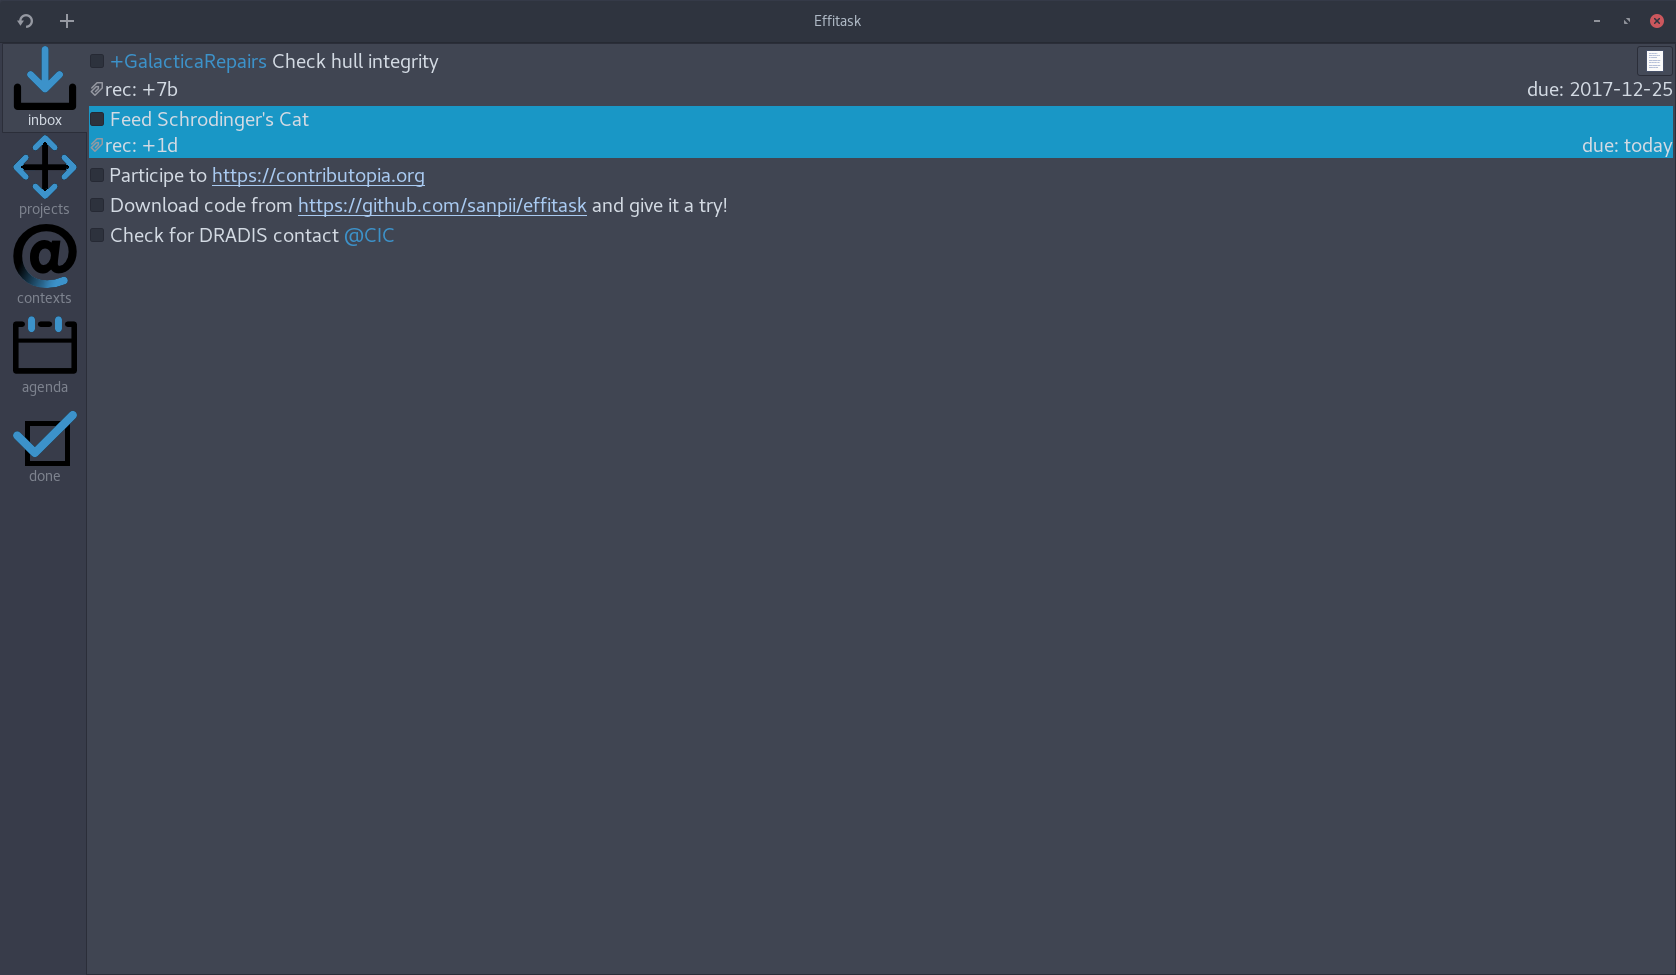 Effitask
inbox
projects
contexts
agenda
done
+GalacticaRepairs Check hull integrity
rec: +7b due: 2017-12-25
Feed Schrodinger's Cat
rec: +1d due: today
Participe to https://contributopia.org
Download code from https://github.com/sanpii/effitask and give it a try!
Check for DRADIS contact @CIC